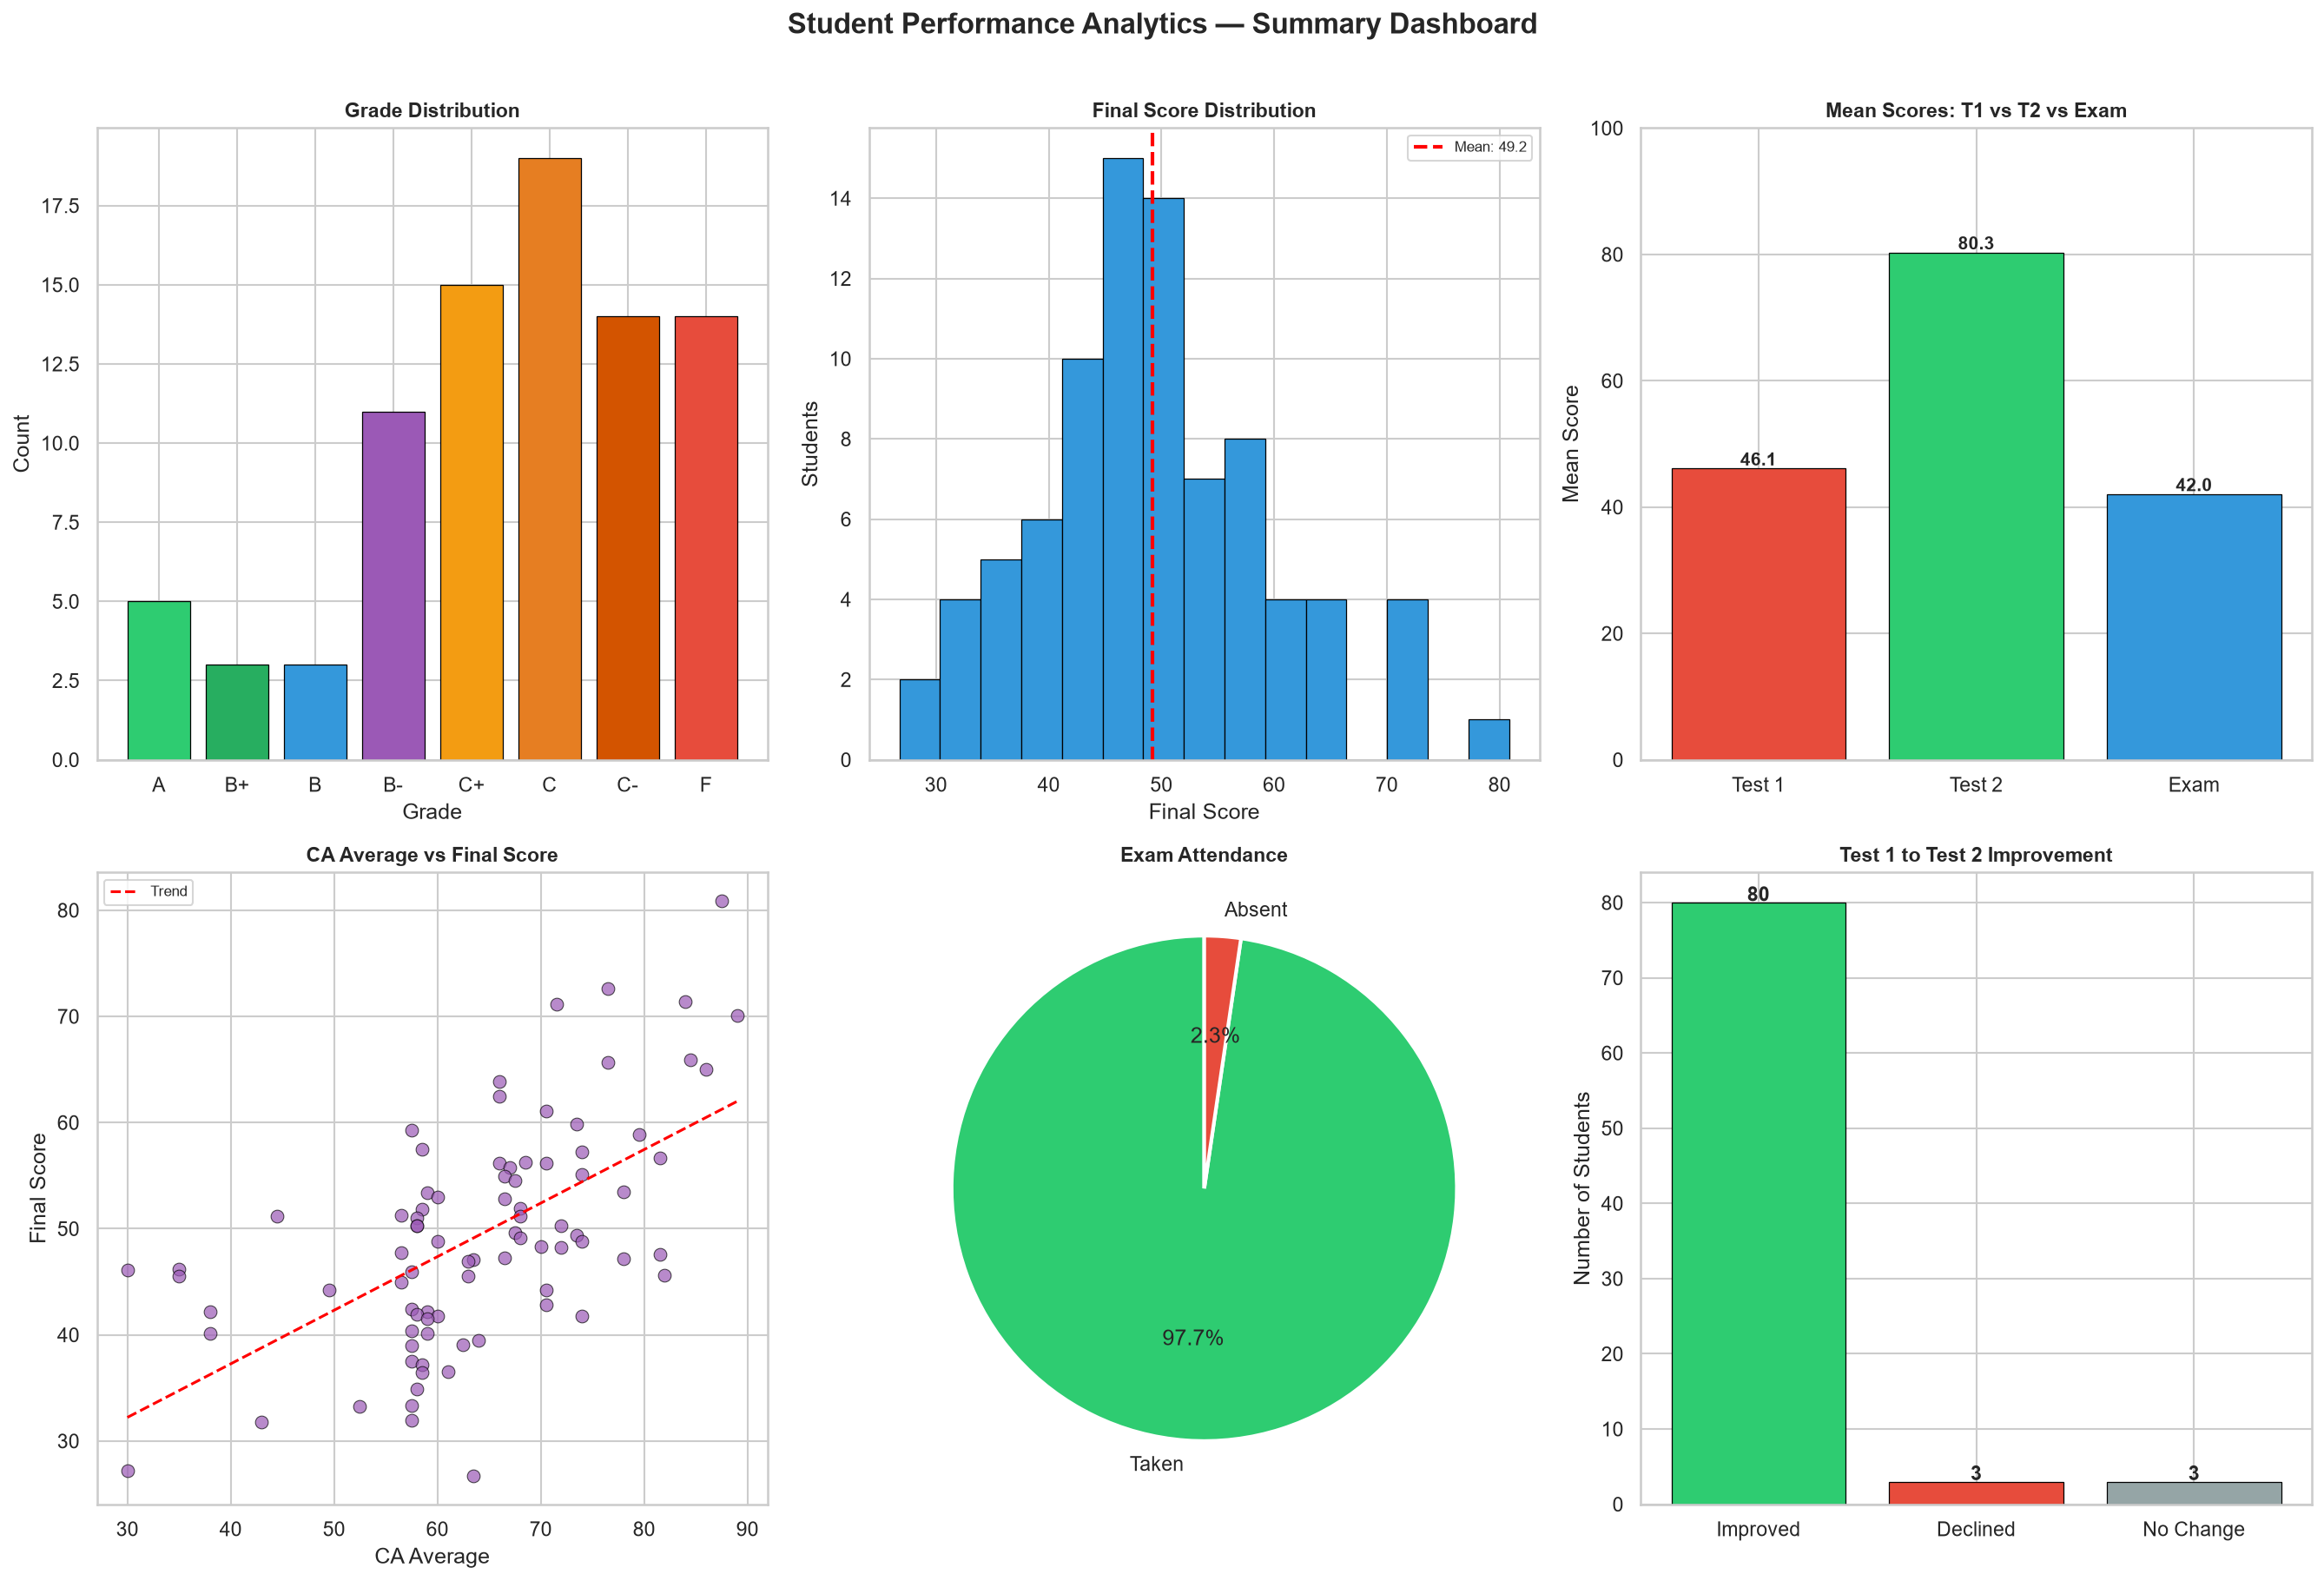 Student Performance Analytics — Summary Dashboard
Grade Distribution
Count
17.5
15.0
12.5
10.0
7.5
5.0
2.5
0.0
A B+ B B- C+ C C- F
Grade
Final Score Distribution
Mean: 49.2
Students
14
12
10
8
6
4
2
0
30 40 50 60 70 80
Final Score
Mean Scores: T1 vs T2 vs Exam
Mean Score
100
80
60
40
20
0
46.1
80.3
42.0
Test 1 Test 2 Exam
CA Average vs Final Score
Trend
Final Score
80
70
60
50
40
30
30 40 50 60 70 80 90
CA Average
Exam Attendance
Absent
2.3%
97.7%
Taken
Test 1 to Test 2 Improvement
Number of Students
80
70
60
50
40
30
20
10
0
80
3
3
Improved Declined No Change